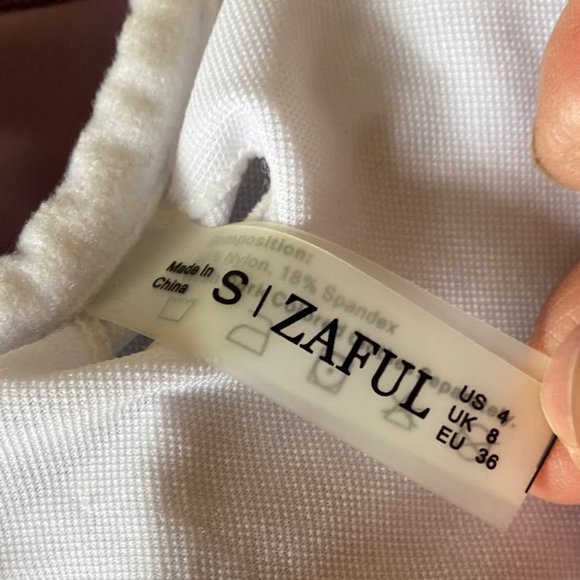 Made In
China
S | ZAFUL
US 4
UK 8
EU 36
Composition:
Nylon, 18% Spandex